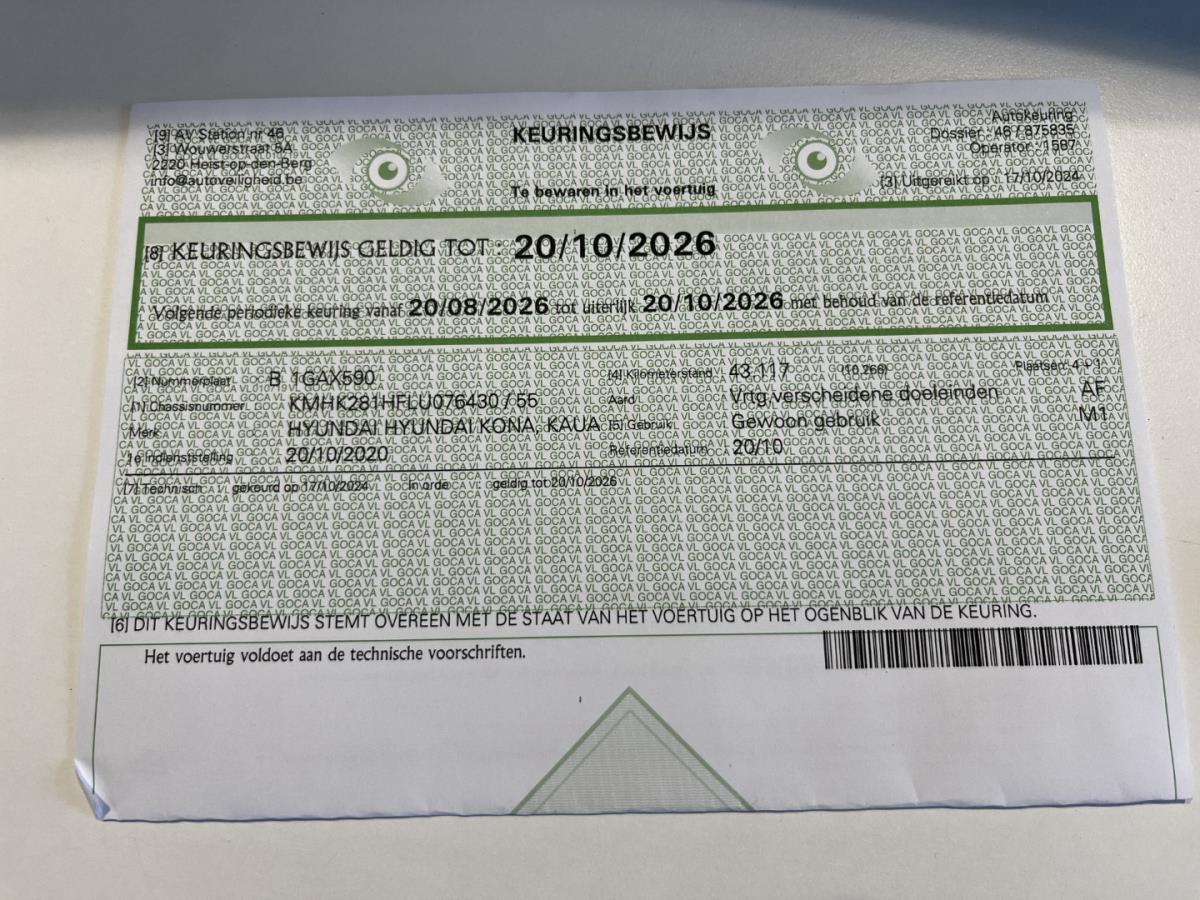 [9] AV Station nr 46
[3] Wouwerstraat 5A
2220 Heist-op-den-Berg
info@autoveiligheid.be
KEURINGSBEWIJS
Te bewaren in het voertuig
Autokeuring
Dossier : 46 / 875835
Operator : 1587
[3] Uitgereikt op : 17/10/2024
[8] KEURINGSBEWIJS GELDIG TOT : 20/10/2026
Volgende periodieke keuring vanaf 20/08/2026 tot uiterlijk 20/10/2026 met behoud van de referentiedatum
[2] Nummerplaat B 1GAX590 [4] Kilometerstand 43.117 (10.266) Plaatsen: 4 + 1
[1] Chassisnummer KMHK281HFLU076430 / 55 Aard Vrtg.verscheidene doeleinden AF
Merk HYUNDAI HYUNDAI KONA, KAUA [5] Gebruik Gewoon gebruik M1
1e indienststelling 20/10/2020 Referentiedatum : 20/10
[7] Technisch gekeurd op 17/10/2024 In orde geldig tot 20/10/2026
[6] DIT KEURINGSBEWIJS STEMT OVEREEN MET DE STAAT VAN HET VOERTUIG OP HET OGENBLIK VAN DE KEURING.
Het voertuig voldoet aan de technische voorschriften.